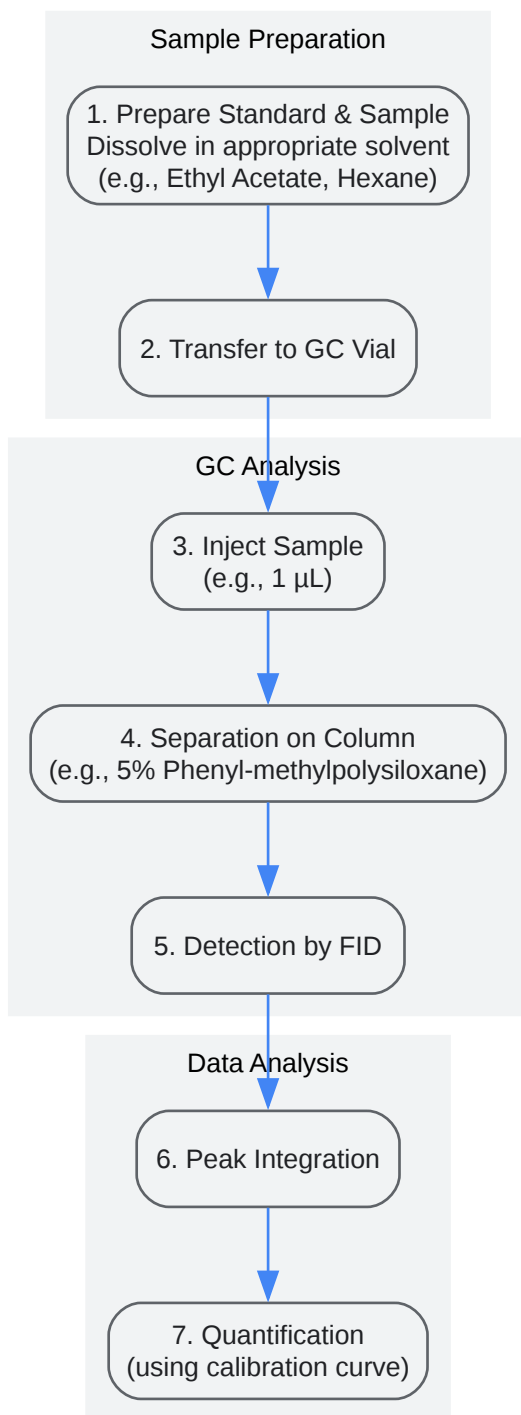 Sample Preparation
1. Prepare Standard & Sample
Dissolve in appropriate solvent
(e.g., Ethyl Acetate, Hexane)
2. Transfer to GC Vial
GC Analysis
3. Inject Sample
(e.g., 1 µL)
4. Separation on Column
(e.g., 5% Phenyl-methylpolysiloxane)
5. Detection by FID
Data Analysis
6. Peak Integration
7. Quantification
(using calibration curve)